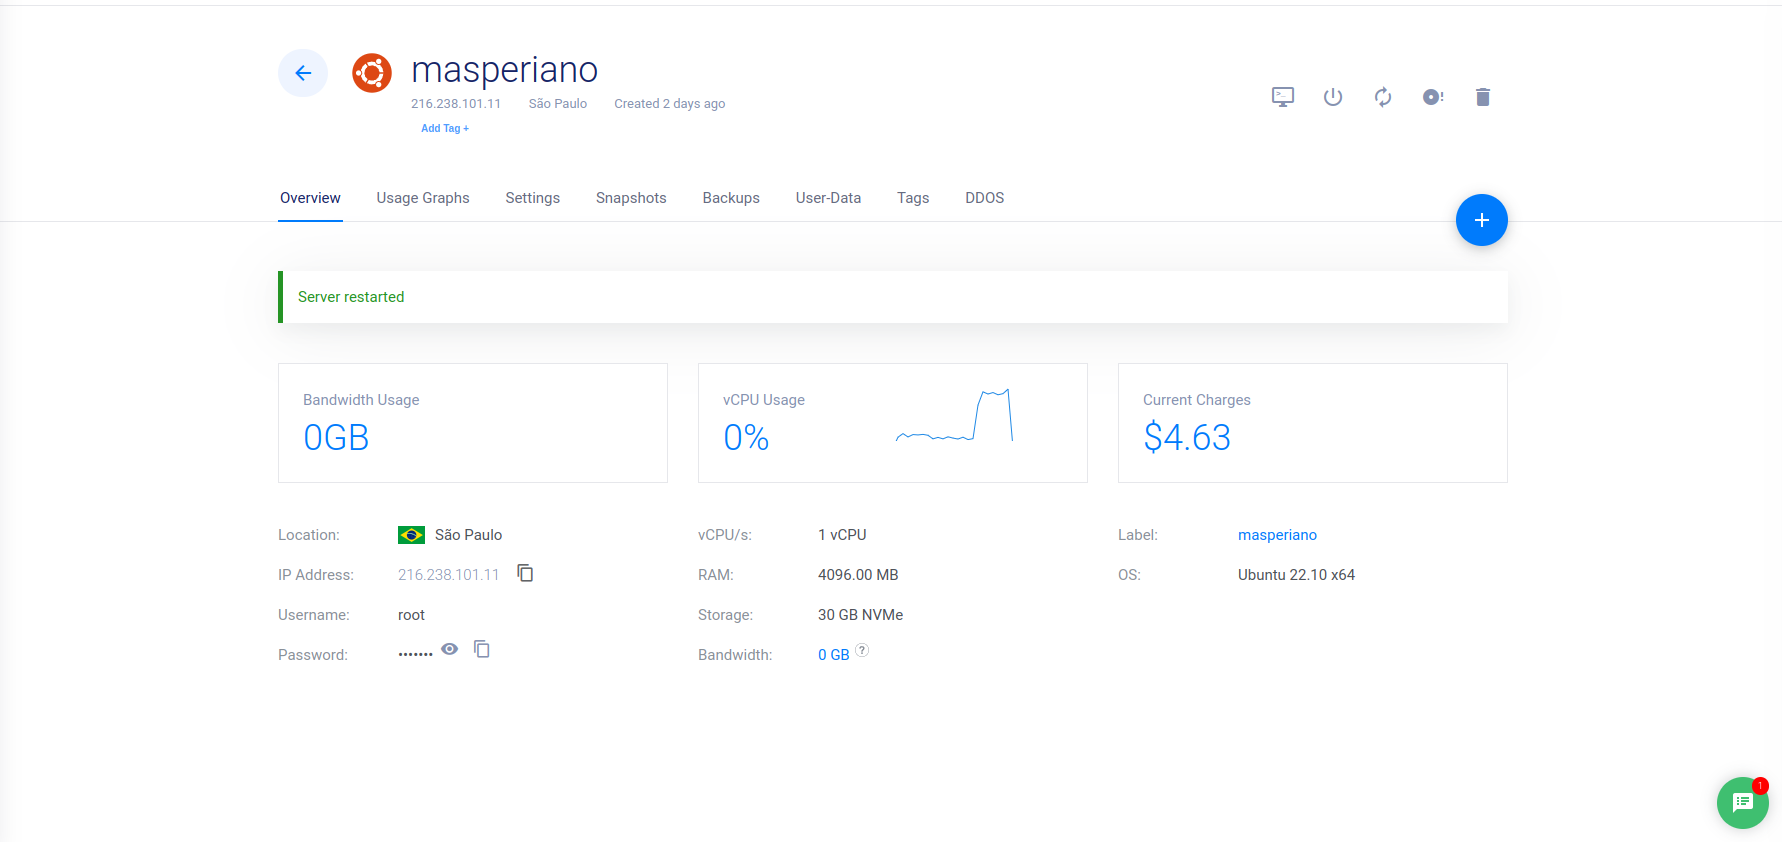 masperiano
216.238.101.11 São Paulo Created 2 days ago
Add Tag +
Overview Usage Graphs Settings Snapshots Backups User-Data Tags DDOS
Server restarted
Bandwidth Usage
0GB
vCPU Usage
0%
Current Charges
$4.63
Location: São Paulo
IP Address: 216.238.101.11
Username: root
Password: •••••••
vCPU/s: 1 vCPU
RAM: 4096.00 MB
Storage: 30 GB NVMe
Bandwidth: 0 GB ?
Label: masperiano
OS: Ubuntu 22.10 x64
1